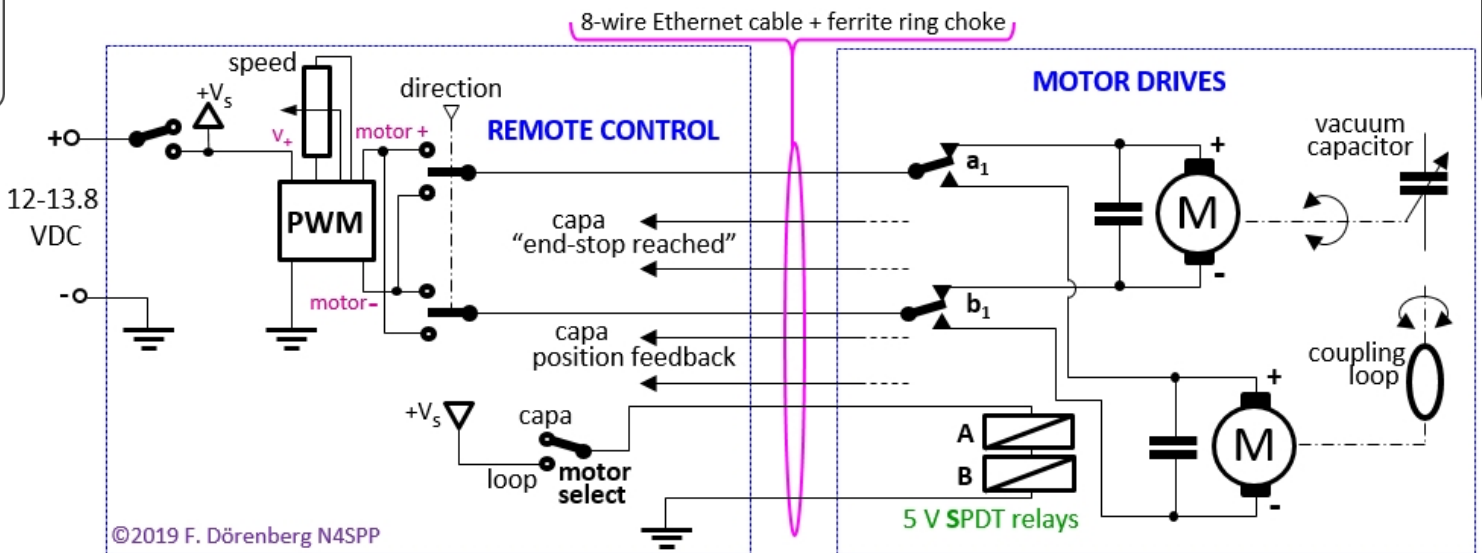 8-wire Ethernet cable + ferrite ring choke
speed
+Vs
direction
REMOTE CONTROL
MOTOR DRIVES
+
V+
motor +
12-13.8
VDC
PWM
-
motor-
capa
“end-stop reached”
capa
position feedback
+Vs
capa
loop
motor
select
a1
b1
+
M
-
vacuum
capacitor
coupling
loop
+
M
-
A
B
5 V SPDT relays
©2019 F. Dörenberg N4SPP